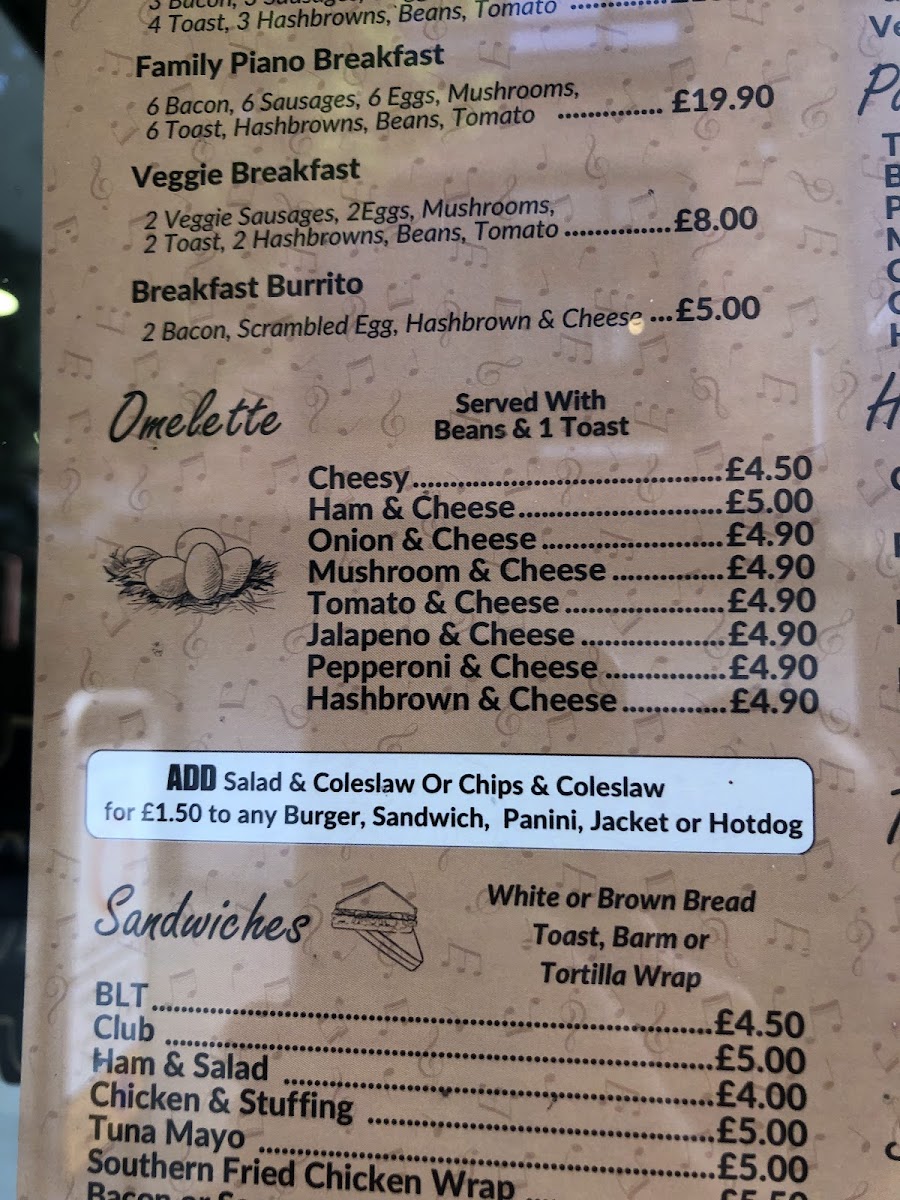 4 Toast, 3 Hashbrowns, Beans, Tomato
Family Piano Breakfast
6 Bacon, 6 Sausages, 6 Eggs, Mushrooms,
6 Toast, Hashbrowns, Beans, Tomato .............. £19.90
Veggie Breakfast
2 Veggie Sausages, 2Eggs, Mushrooms,
2 Toast, 2 Hashbrowns, Beans, Tomato ..............£8.00
Breakfast Burrito
2 Bacon, Scrambled Egg, Hashbrown & Cheese ...£5.00
Omelette
Served With
Beans & 1 Toast
Cheesy..............................................£4.50
Ham & Cheese..............................£5.00
Onion & Cheese...........................£4.90
Mushroom & Cheese................£4.90
Tomato & Cheese.......................£4.90
Jalapeno & Cheese.....................£4.90
Pepperoni & Cheese.................£4.90
Hashbrown & Cheese..............£4.90
ADD Salad & Coleslaw Or Chips & Coleslaw
for £1.50 to any Burger, Sandwich, Panini, Jacket or Hotdog
Sandwiches
White or Brown Bread
Toast, Barm or
Tortilla Wrap
BLT..............................................£4.50
Club..............................................£5.00
Ham & Salad..............................£4.00
Chicken & Stuffing..............................£5.00
Tuna Mayo..............................£5.00
Southern Fried Chicken Wrap